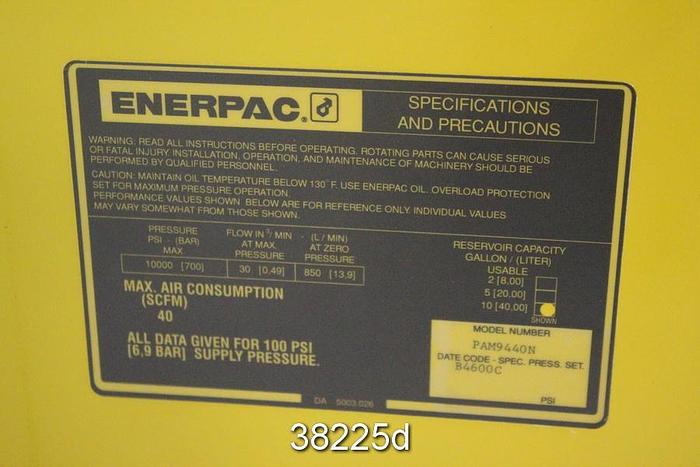 ENERPAC.
SPECIFICATIONS
AND PRECAUTIONS
WARNING: READ ALL INSTRUCTIONS BEFORE OPERATING. ROTATING PARTS CAN CAUSE SERIOUS
OR FATAL INJURY. INSTALLATION, OPERATION, AND MAINTENANCE OF MACHINERY SHOULD BE
PERFORMED BY QUALIFIED PERSONNEL.
CAUTION: MAINTAIN OIL TEMPERATURE BELOW 130° F. USE ENERPAC OIL. OVERLOAD PROTECTION
SET FOR MAXIMUM PRESSURE OPERATION.
PERFORMANCE VALUES SHOWN BELOW ARE FOR REFERENCE ONLY. INDIVIDUAL VALUES
MAY VARY SOMEWHAT FROM THOSE SHOWN.
PRESSURE FLOW IN³/ MIN - (L / MIN)
PSI - (BAR) AT MAX. AT ZERO
MAX. PRESSURE PRESSURE
10000 [700] 30 [0,49] 850 [13,9]
MAX. AIR CONSUMPTION
(SCFM)
40
ALL DATA GIVEN FOR 100 PSI
[6,9 BAR] SUPPLY PRESSURE.
RESERVOIR CAPACITY
GALLON / (LITER)
USABLE
2 [8,00]
5 [20,00]
10 [40,00]
SHOWN
MODEL NUMBER
PAM9440N
DATE CODE - SPEC. PRESS. SET.
B4600C
PSI
DA 5003.026
38225d